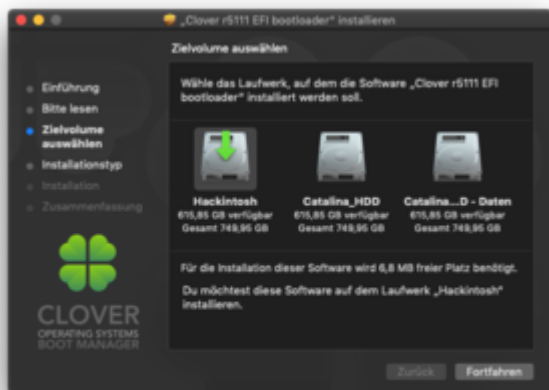 „Clover r5111 EFI bootloader“ installieren
Zielvolume auswählen
Einführung
Bitte lesen
Zielvolume
auswählen
Installationstyp
Installation
Zusammenfassung
Wähle das Laufwerk, auf dem die Software „Clover r5111 EFI
bootloader“ installiert werden soll.
Hackintosh
615,85 GB verfügbar
Gesamt 749,95 GB
Catalina_HDD
615,85 GB verfügbar
Gesamt 749,95 GB
Catalina...D - Daten
615,85 GB verfügbar
Gesamt 749,95 GB
Für die Installation dieser Software wird 6,8 MB freier Platz benötigt.
Du möchtest diese Software auf dem Laufwerk „Hackintosh“
installieren.
CLOVER
OPERATING SYSTEMS
BOOT MANAGER
Zurück
Fortfahren